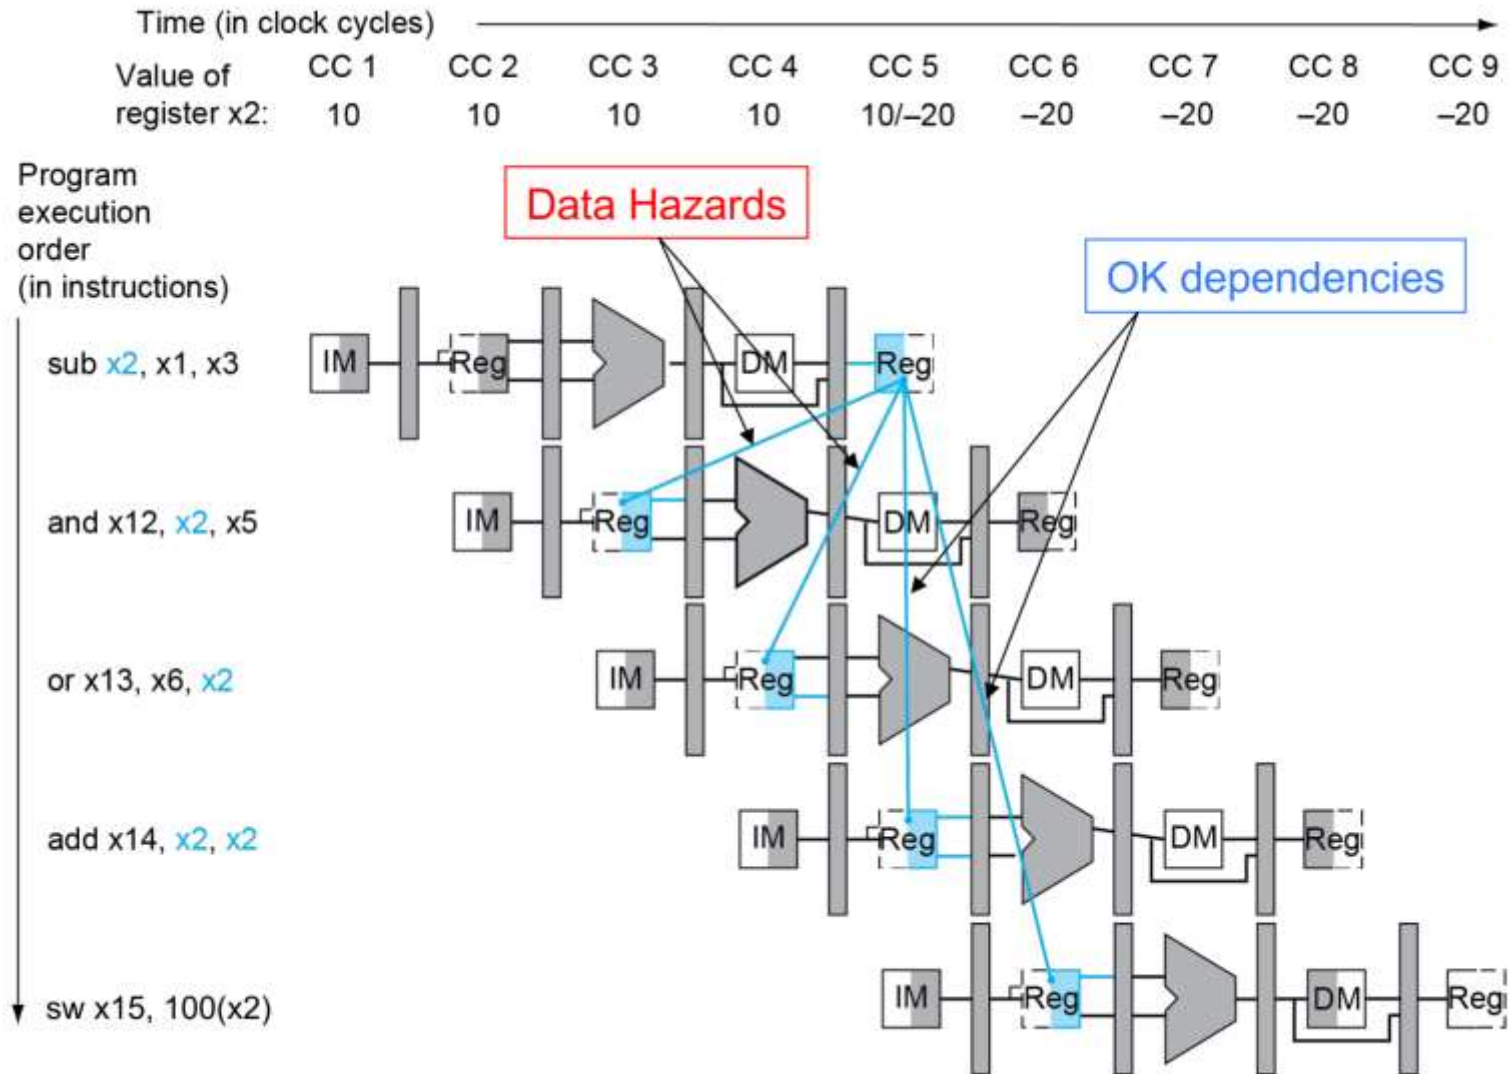 Time (in clock cycles)
Value of register x2:
CC 1 CC 2 CC 3 CC 4 CC 5 CC 6 CC 7 CC 8 CC 9
10 10 10 10 10/–20 –20 –20 –20 –20
Program
execution
order
(in instructions)
Data Hazards
OK dependencies
sub x2, x1, x3
IM Reg DM Reg
and x12, x2, x5
IM Reg DM Reg
or x13, x6, x2
IM Reg DM Reg
add x14, x2, x2
IM Reg DM Reg
sw x15, 100(x2)
IM Reg DM Reg